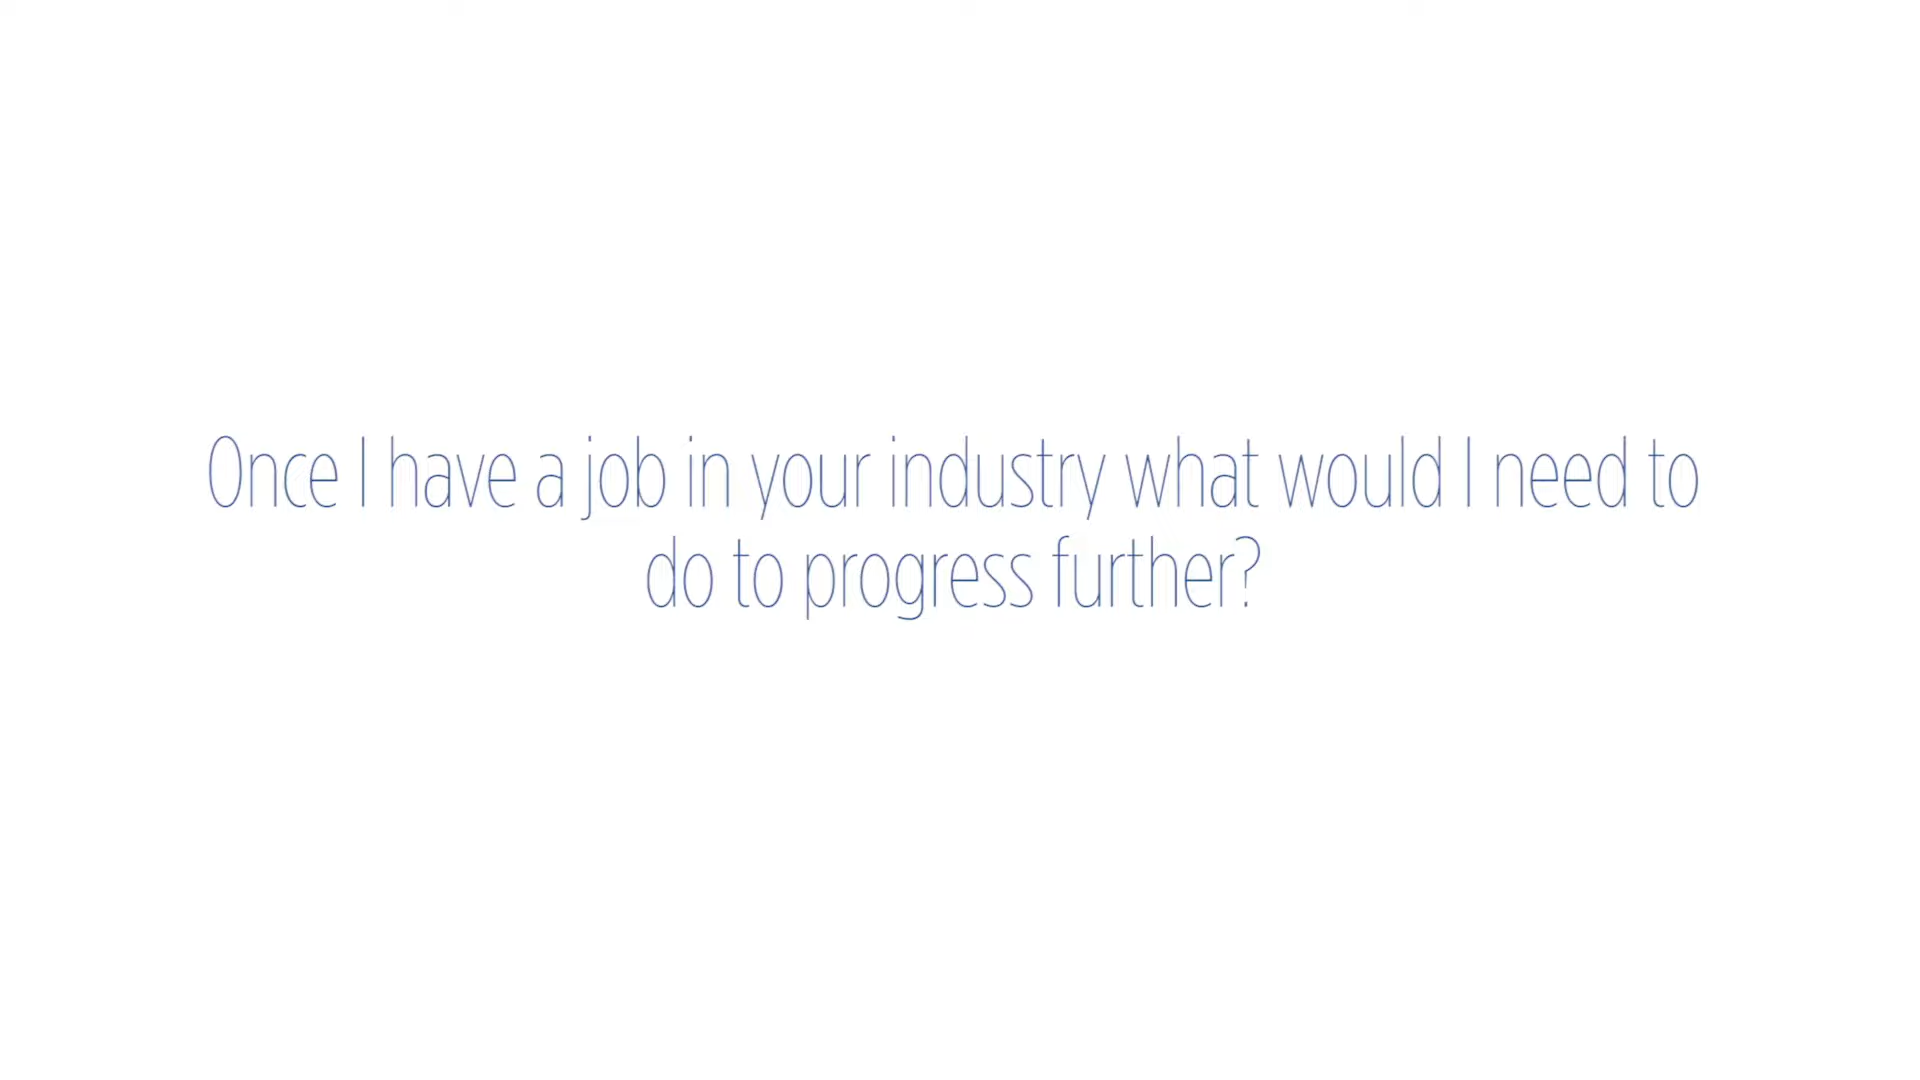 Once I have a job in your industry what would I need to
do to progress further?